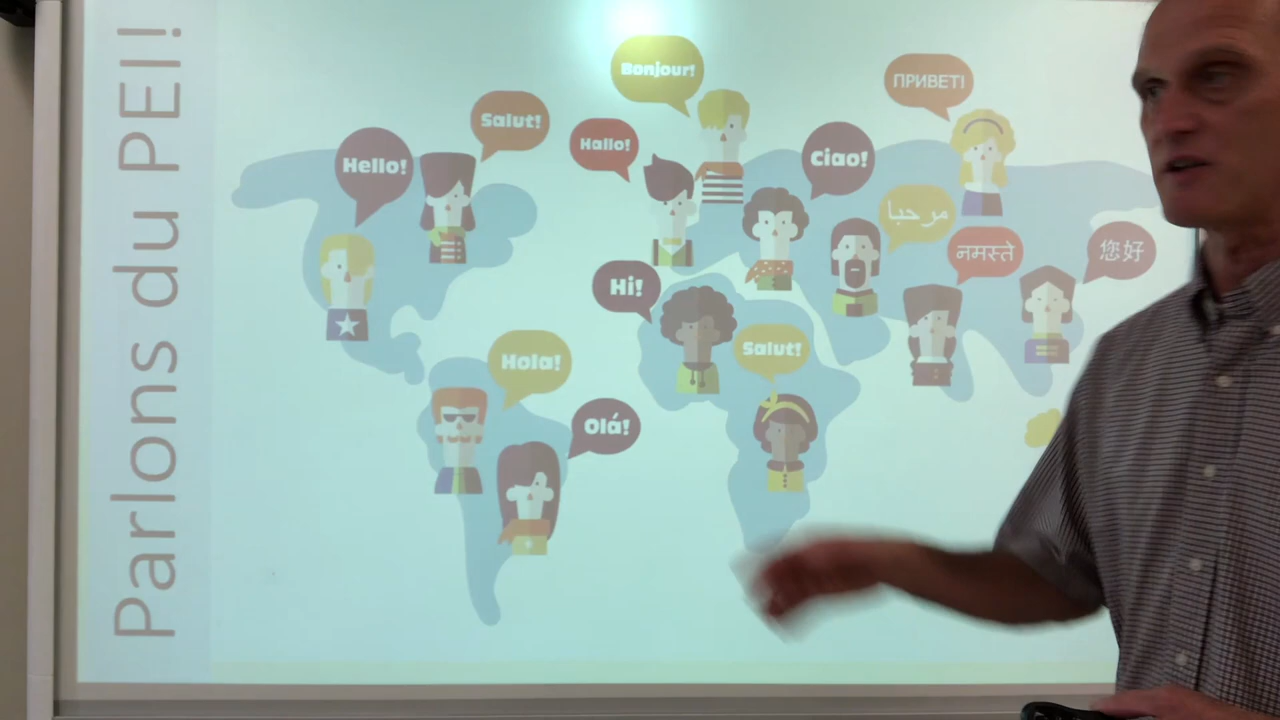 Parlons du PEI!
Bonjour!
ПРИВЕТ!
Salut!
Hallo!
Hello!
Ciao!
مرحبا
नमस्ते
您好
Hi!
Salut!
Hola!
Olá!